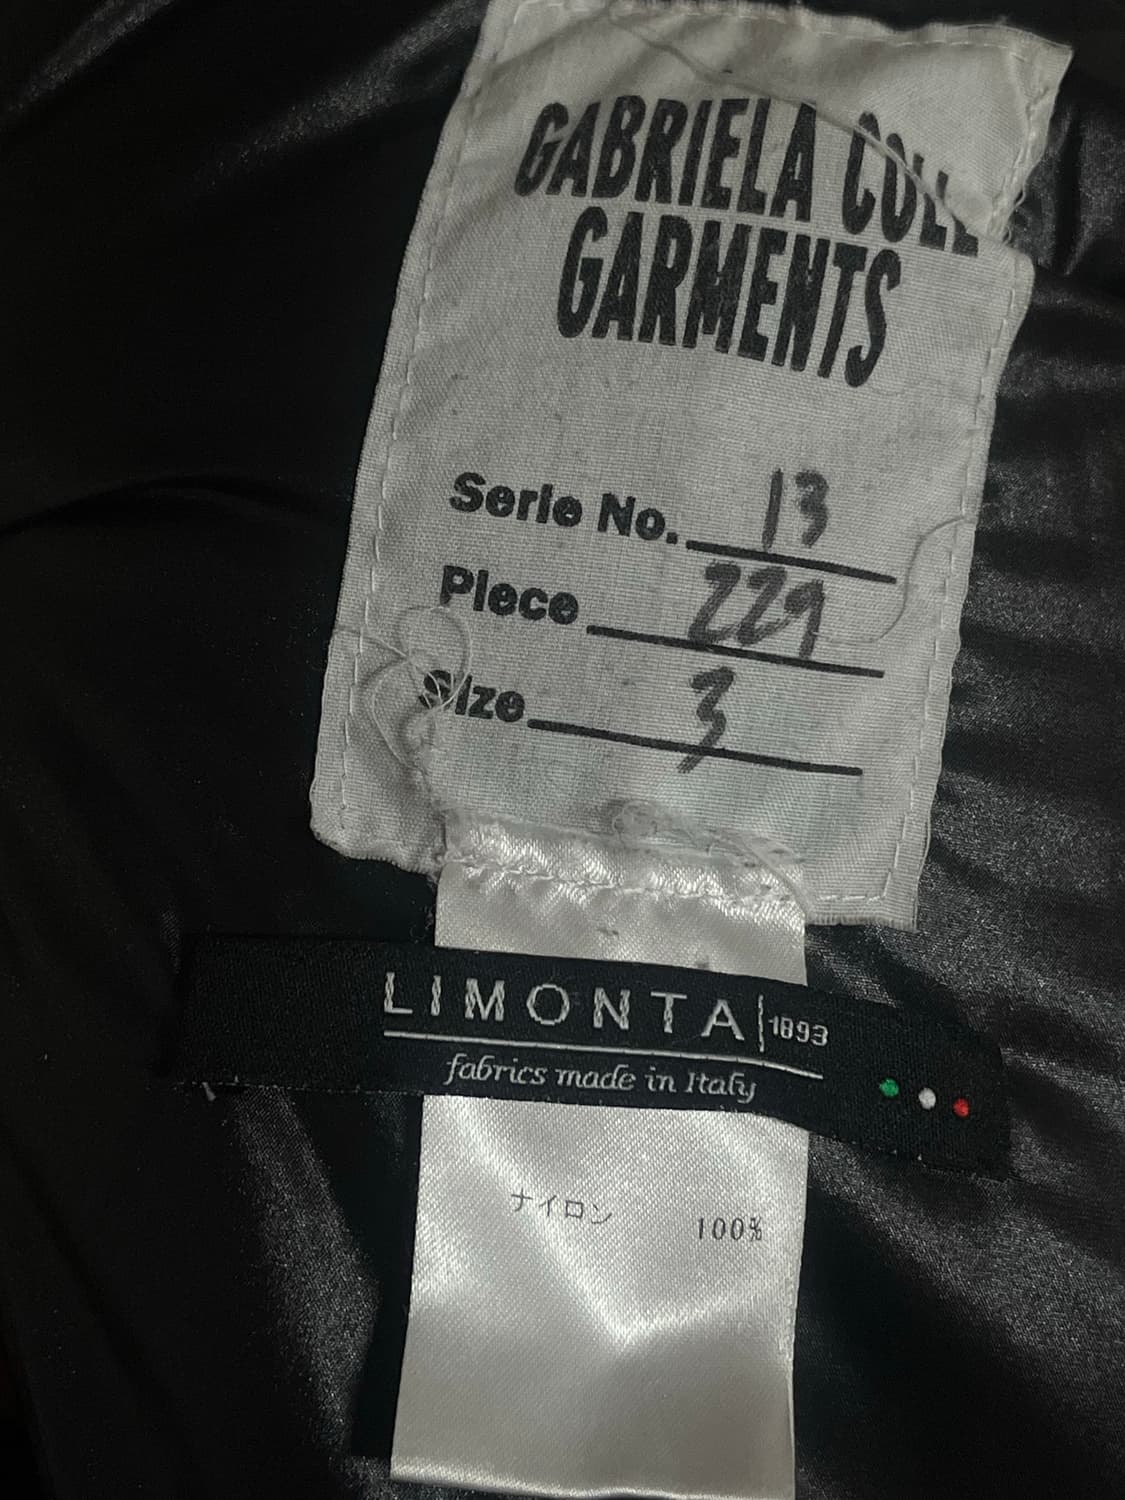 GABRIELA COLL
GARMENTS
Serie No. 13
Piece 229
Size 3
LIMONTA|1893
fabrics made in Italy
ナイロン 100%